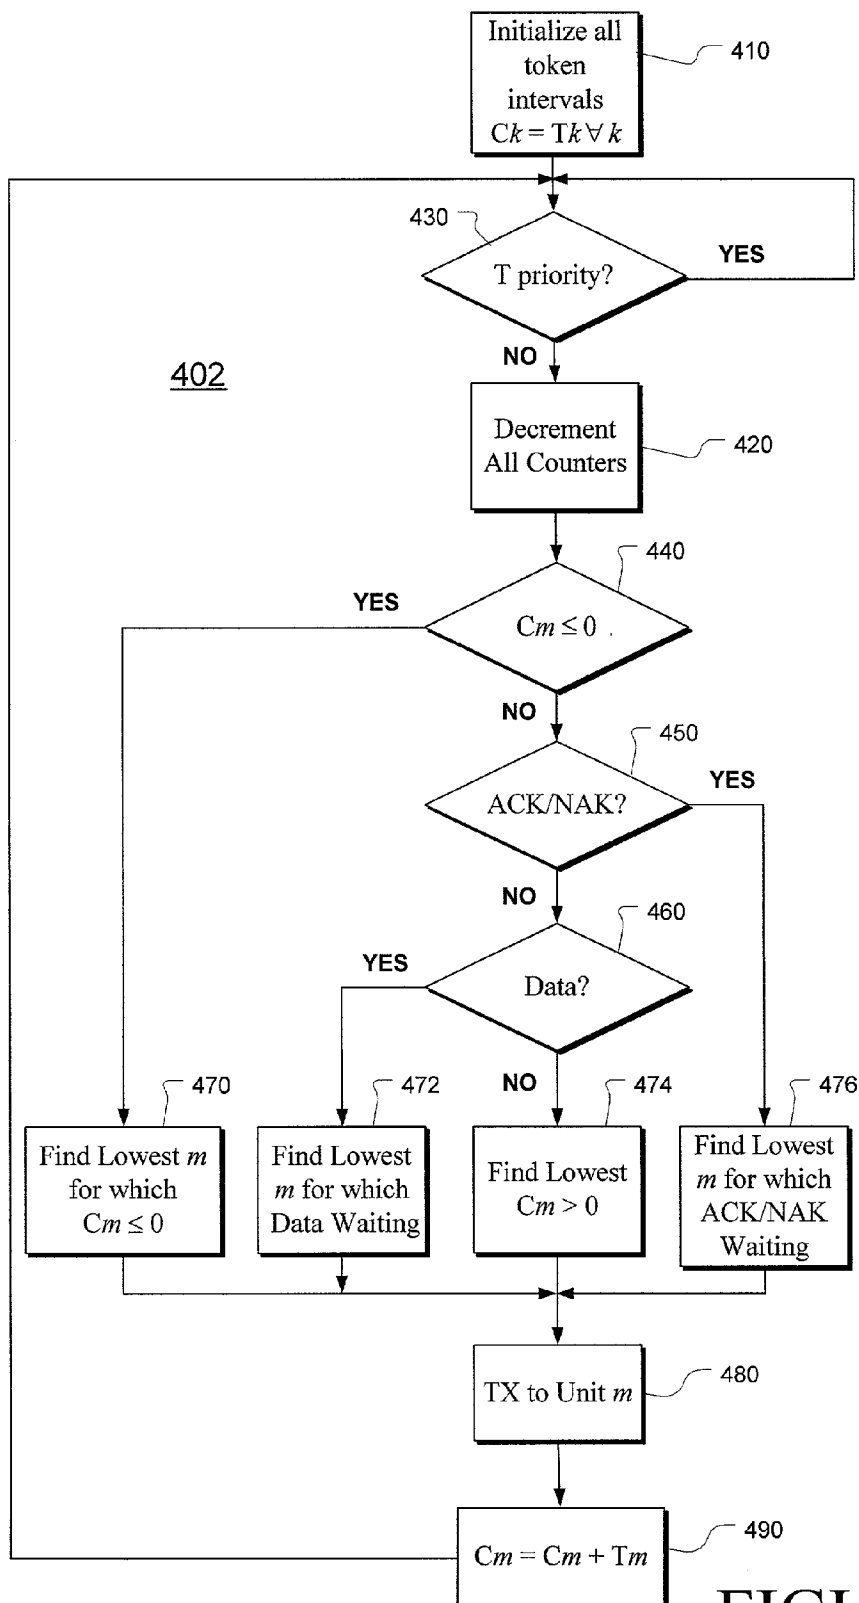 Initialize all
token
intervals
Ck = Tk ∀ k
410
430
T priority?
YES
NO
402
Decrement
All Counters
420
440
YES
Cm ≤ 0
NO
450
ACK/NAK?
YES
NO
460
YES
Data?
NO
470
472
474
476
Find Lowest m
for which
Cm ≤ 0
Find Lowest
m for which
Data Waiting
Find Lowest
Cm > 0
Find Lowest
m for which
ACK/NAK
Waiting
TX to Unit m
480
Cm = Cm + Tm
490